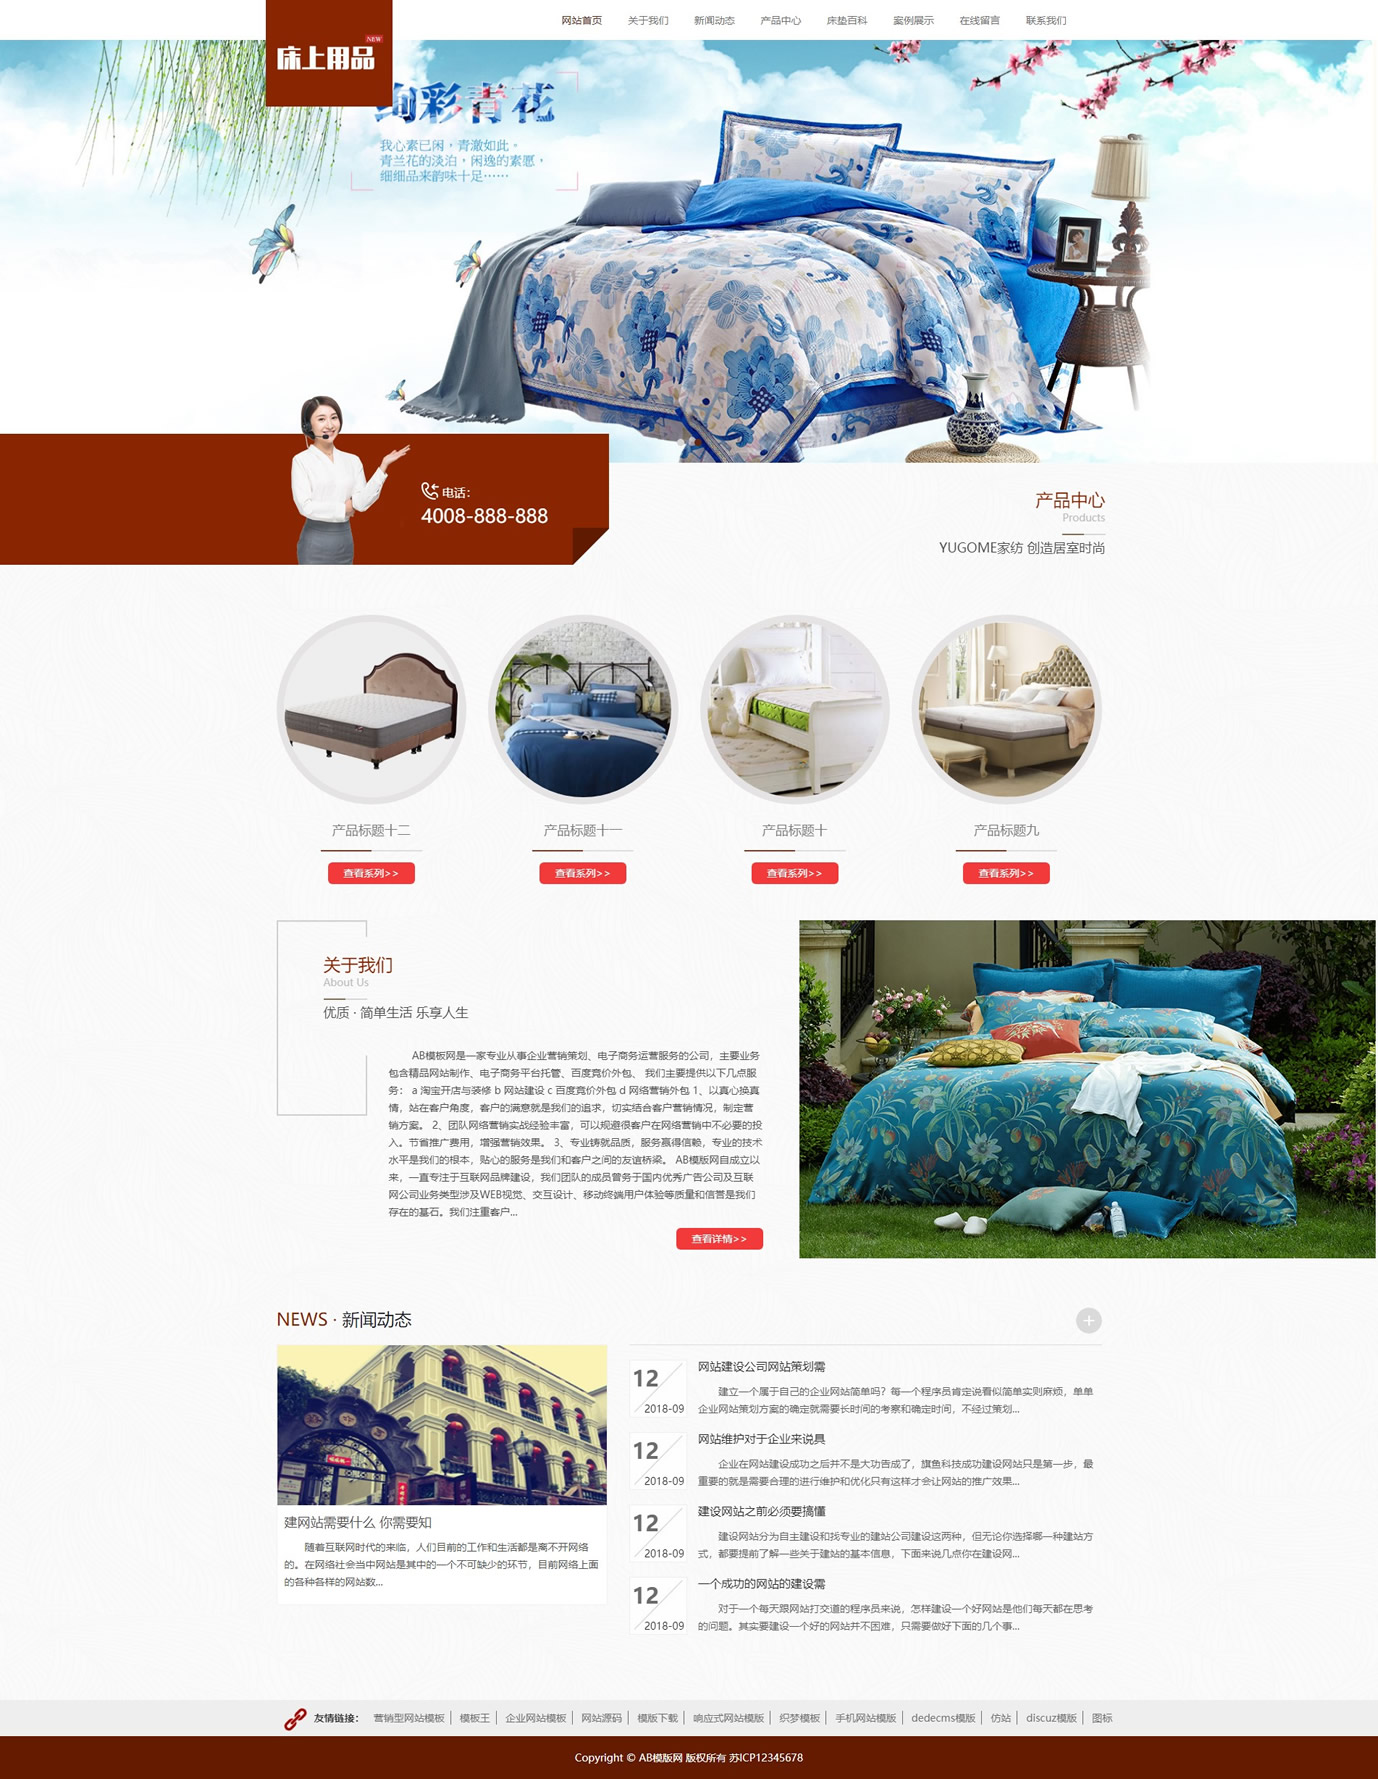 网站首页 关于我们 新闻动态 产品中心 床垫百科 案例展示 在线留言 联系我们
床上用品 NEW
绚彩青花
我心素已闲，青澈如此。
青兰花的淡泊，闲逸的素愿，
细细品来韵味十足……
电话：
4008-888-888
产品中心
Products
YUGOME家纺 创造居室时尚
产品标题十二 产品标题十一 产品标题十 产品标题九
查看系列>> 查看系列>> 查看系列>> 查看系列>>
关于我们
About Us
优质 · 简单生活 乐享人生
AB模板网是一家专业从事企业营销策划、电子商务运营服务的公司，主要业务
包含精品网站制作、电子商务平台托管、百度竞价外包、 我们主要提供以下几点服
务： a 淘宝开店与装修 b 网站建设 c 百度竞价外包 d 网络营销外包 1、以真心换真
情，站在客户角度，客户的满意就是我们的追求，切实结合客户营销情况，制定营
销方案。 2、团队网络营销实战经验丰富，可以规避很客户在网络营销中不必要的投
入。节省推广费用，增强营销效果。 3、专业铸就品质，服务赢得信赖，专业的技术
水平是我们的根本，贴心的服务是我们和客户之间的友谊桥梁。 AB模版网自成立以
来，一直专注于互联网品牌建设，我们团队的成员曾务于国内优秀广告公司及互联
网公司业务类型涉及WEB视觉、交互设计、移动终端用户体验等质量和信誉是我们
存在的基石。我们注重客户...
查看详情>>
NEWS · 新闻动态
+
建网站需要什么 你需要知
随着互联网时代的来临，人们目前的工作和生活都是离不开网络
的。在网络社会当中网站是其中的一个不可缺少的环节，目前网络上面
的各种各样的网站数...
12
2018-09
网站建设公司网站策划需
建立一个属于自己的企业网站简单吗？每一个程序员肯定说看似简单实则麻烦，单单
企业网站策划方案的确定就需要长时间的考察和确定时间，不经过策划...
12
2018-09
网站维护对于企业来说具
企业在网站建设成功之后并不是大功告成了，旗鱼科技成功建设网站只是第一步，最
重要的就是需要合理的进行维护和优化只有这样才会让网站的推广效果...
12
2018-09
建设网站之前必须要搞懂
建设网站分为自主建设和找专业的建站公司建设这两种，但无论你选择哪一种建站方
式，都要提前了解一些关于建站的基本信息，下面来说几点你在建设网...
12
2018-09
一个成功的网站的建设需
对于一个每天跟网站打交道的程序员来说，怎样建设一个好网站是他们每天都在思考
的问题。其实要建设一个好的网站并不困难，只需要做好下面的几个事...
友情链接： 营销型网站模板 模板王 企业网站模板 网站源码 模版下载 响应式网站模版 织梦模板 手机网站模版 dedecms模版 仿站 discuz模版 图标
Copyright © AB模版网 版权所有 苏ICP12345678